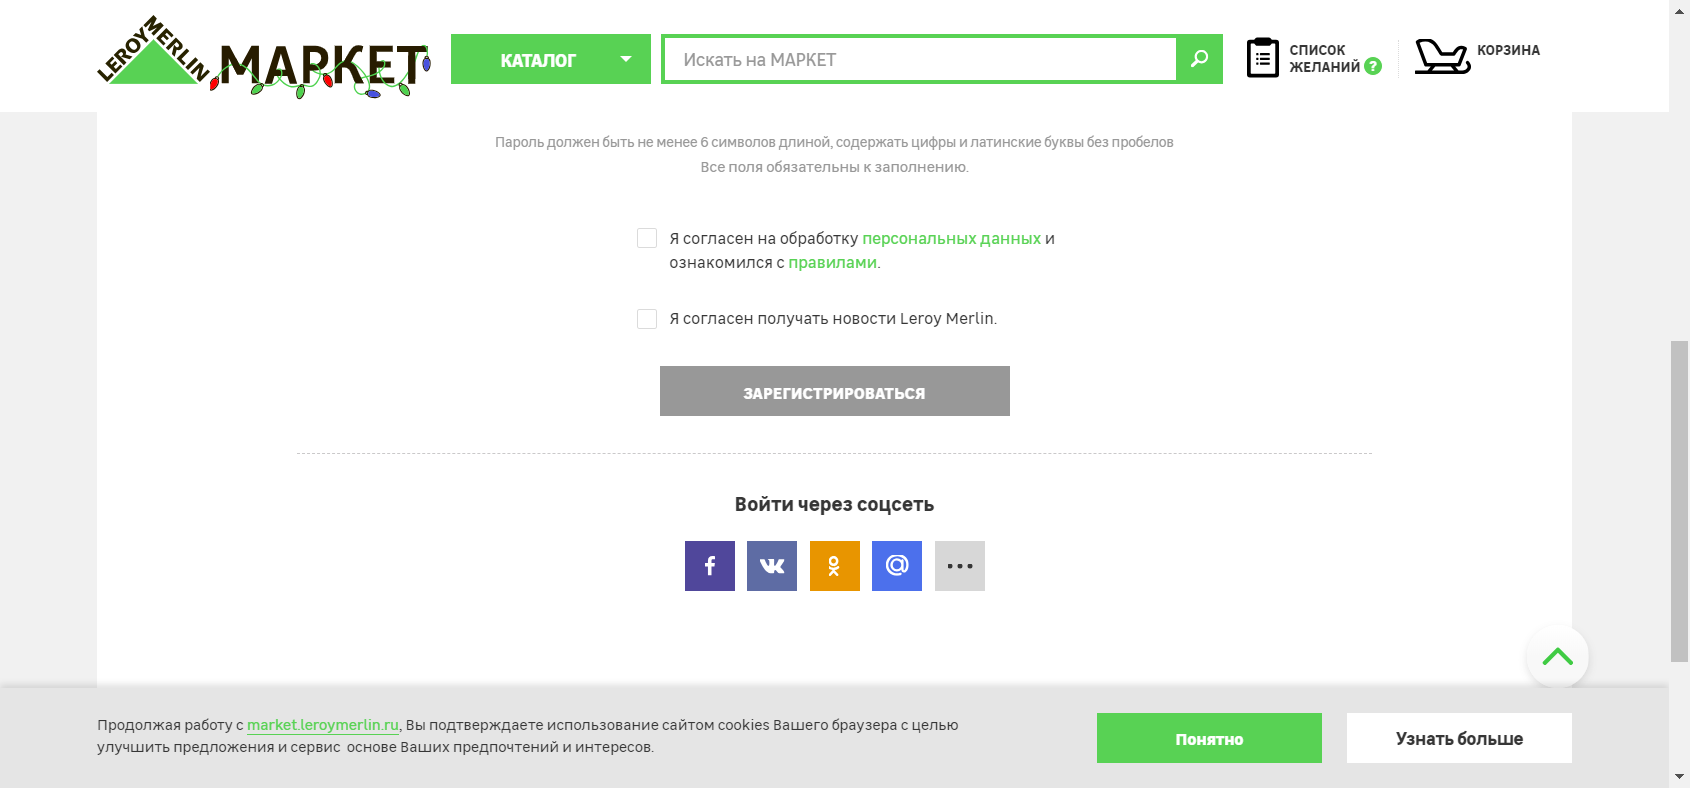 LEROY MERLIN МАРКЕТ
КАТАЛОГ
Искать на МАРКЕТ
СПИСОК
ЖЕЛАНИЙ ?
КОРЗИНА
Пароль должен быть не менее 6 символов длиной, содержать цифры и латинские буквы без пробелов
Все поля обязательны к заполнению.
Я согласен на обработку персональных данных и
ознакомился с правилами.
Я согласен получать новости Leroy Merlin.
ЗАРЕГИСТРИРОВАТЬСЯ
Войти через соцсеть
Продолжая работу с market.leroymerlin.ru, Вы подтверждаете использование сайтом cookies Вашего браузера с целью
улучшить предложения и сервис основе Ваших предпочтений и интересов.
Понятно
Узнать больше